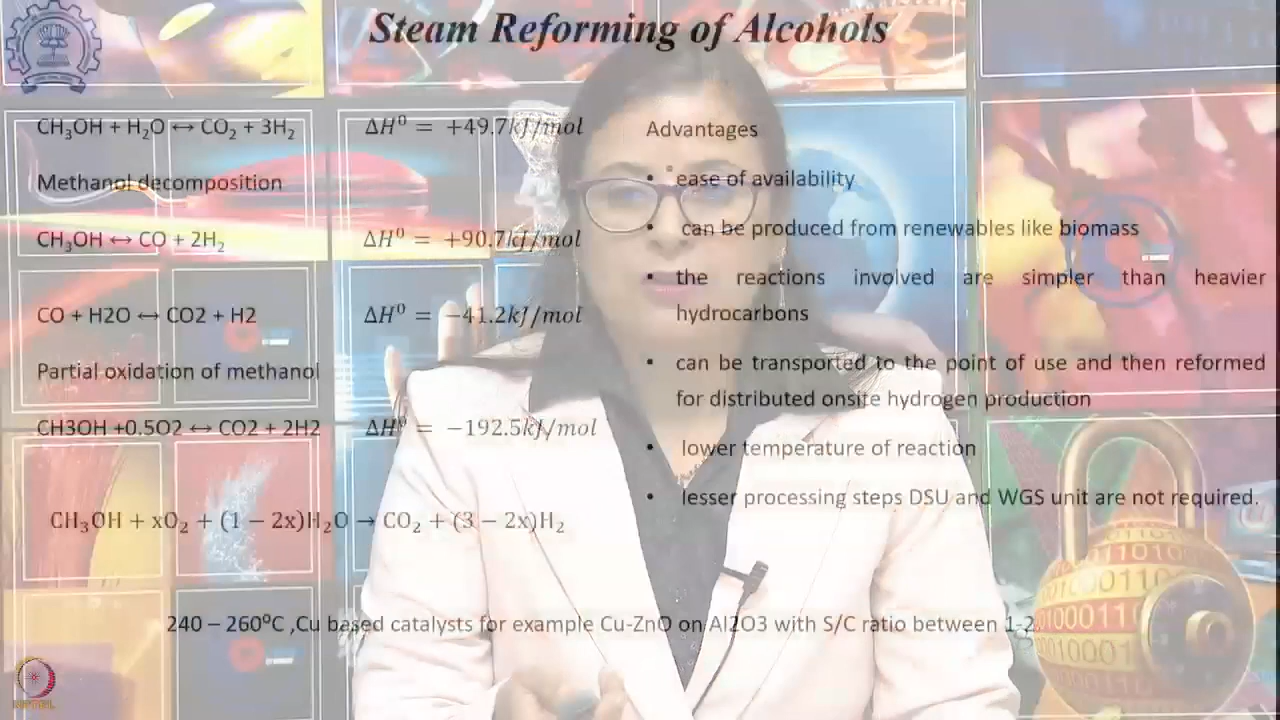 Steam Reforming of Alcohols
CH₃OH + H₂O ↔ CO₂ + 3H₂ ΔH⁰ = +49.7kJ/mol
Methanol decomposition
CH₃OH ↔ CO + 2H₂ ΔH⁰ = +90.7kJ/mol
CO + H2O ↔ CO2 + H2 ΔH⁰ = −41.2kJ/mol
Partial oxidation of methanol
CH3OH +0.5O2 ↔ CO2 + 2H2 ΔH⁰ = −192.5kJ/mol
CH₃OH + xO₂ + (1 − 2x)H₂O → CO₂ + (3 − 2x)H₂
Advantages
• ease of availability
• can be produced from renewables like biomass
• the reactions involved are simpler than heavier
hydrocarbons
• can be transported to the point of use and then reformed
for distributed onsite hydrogen production
• lower temperature of reaction
• lesser processing steps DSU and WGS unit are not required.
240 – 260⁰C ,Cu based catalysts for example Cu-ZnO on Al2O3 with S/C ratio between 1-2.
NPTEL